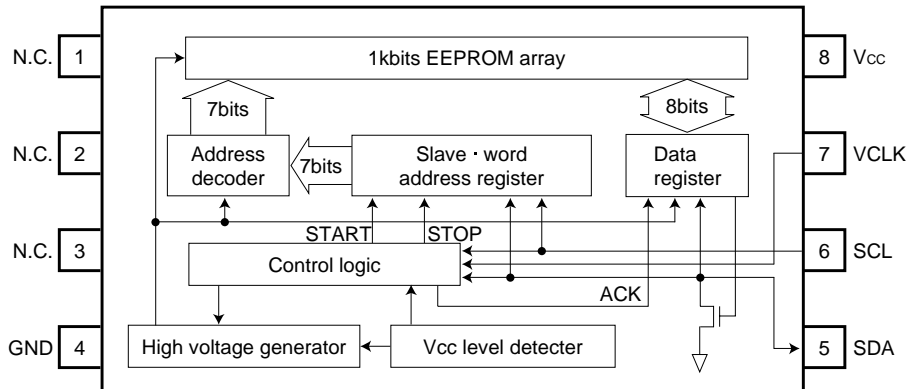 1kbits EEPROM array
N.C. 1
8 Vcc
7bits
8bits
N.C. 2
Address
decoder
7bits
Slave · word
address register
Data
register
7 VCLK
START
STOP
N.C. 3
Control logic
6 SCL
ACK
GND 4
High voltage generator
Vcc level detecter
5 SDA